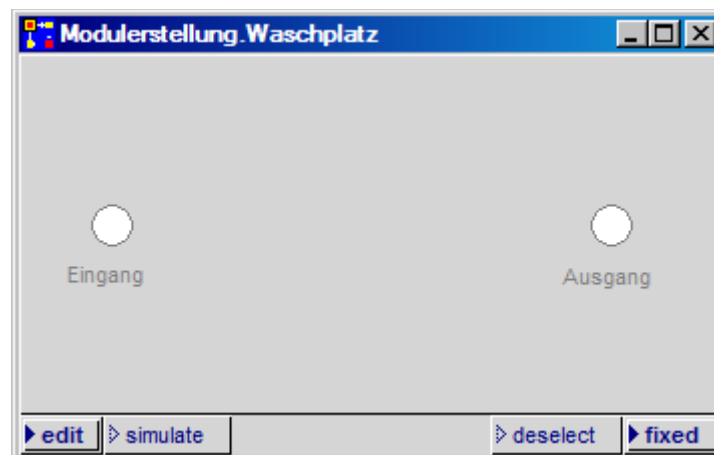 Modulerstellung.Waschplatz
Eingang
Ausgang
edit
simulate
deselect
fixed